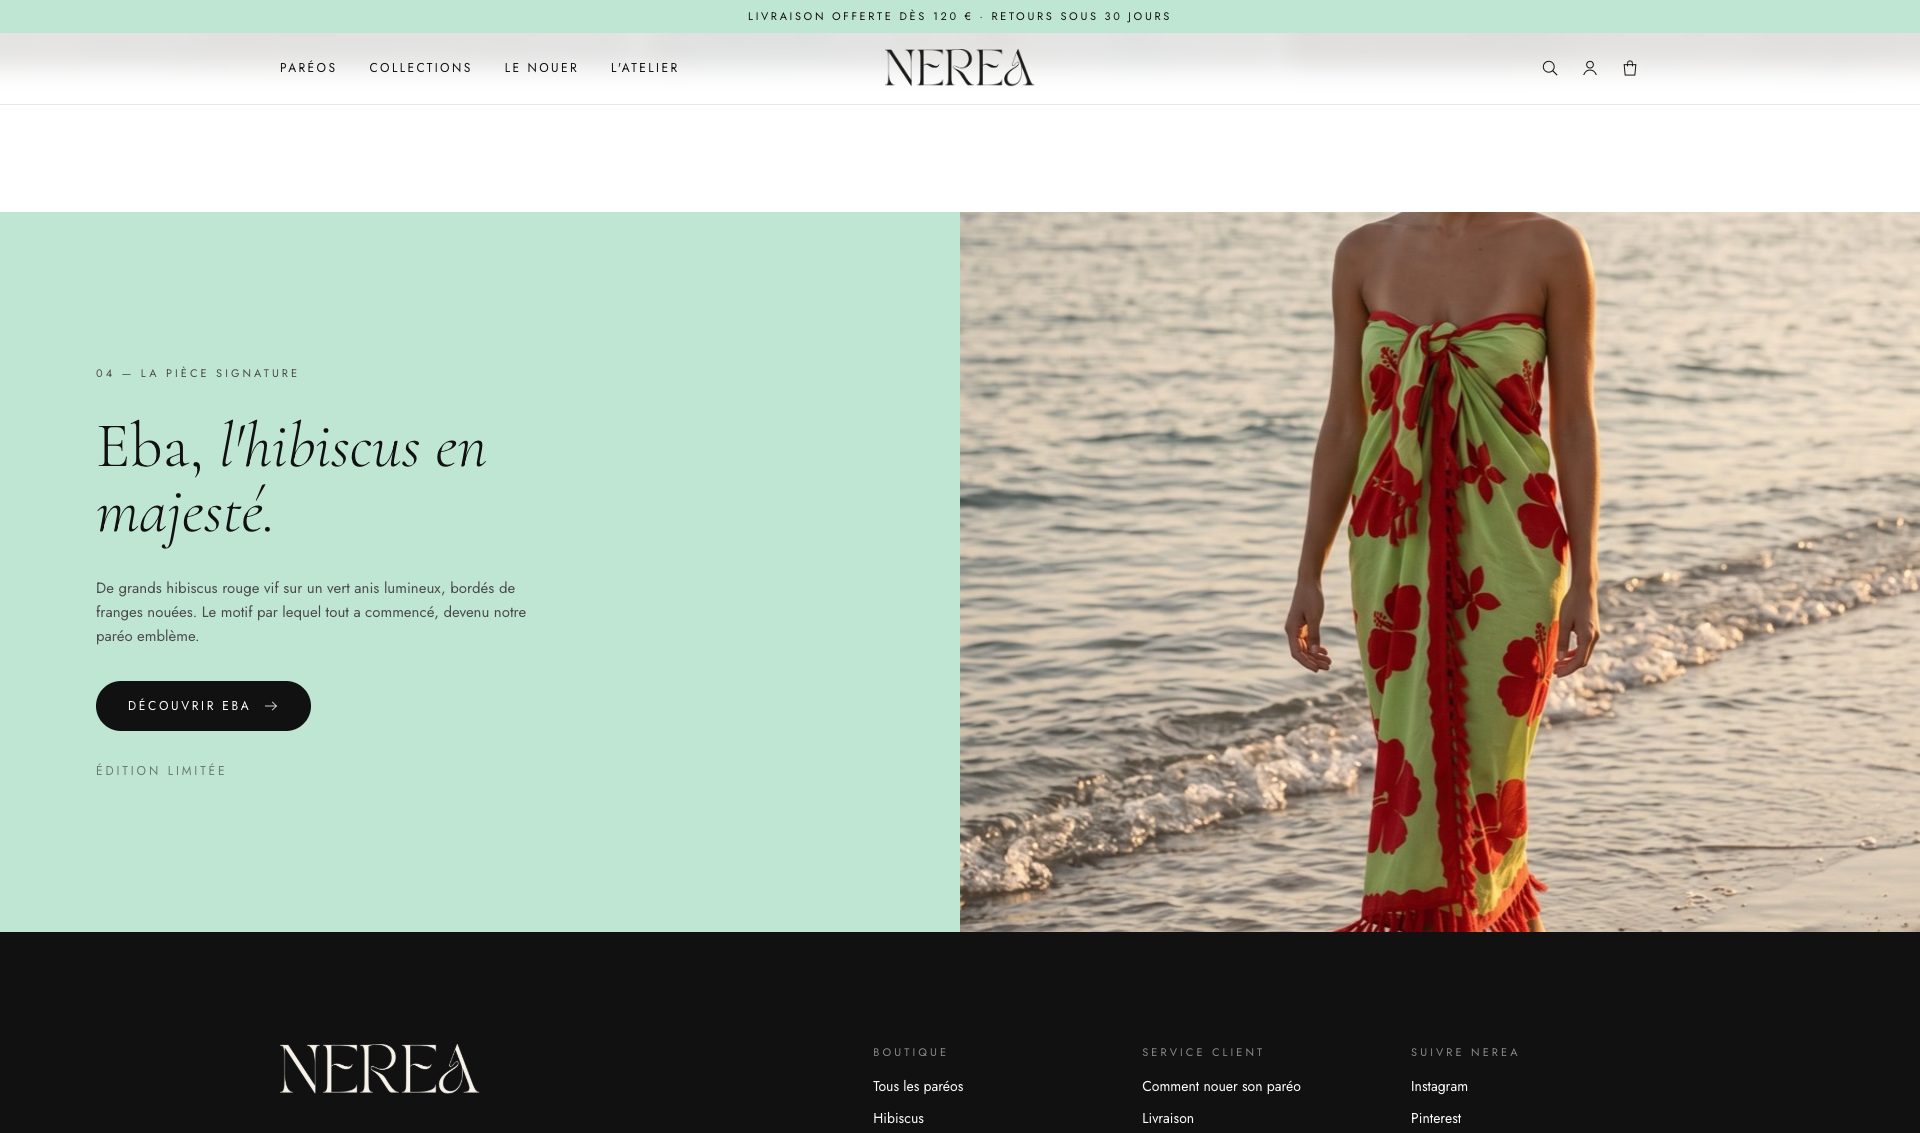 LIVRAISON OFFERTE DÈS 120 € · RETOURS SOUS 30 JOURS
PARÉOS
COLLECTIONS
LE NOUER
L'ATELIER
NEREA
04 — LA PIÈCE SIGNATURE
Eba, l'hibiscus en
majesté.
De grands hibiscus rouge vif sur un vert anis lumineux, bordés de
franges nouées. Le motif par lequel tout a commencé, devenu notre
paréo emblème.
DÉCOUVRIR EBA →
ÉDITION LIMITÉE
NEREA
BOUTIQUE
Tous les paréos
Hibiscus
SERVICE CLIENT
Comment nouer son paréo
Livraison
SUIVRE NEREA
Instagram
Pinterest